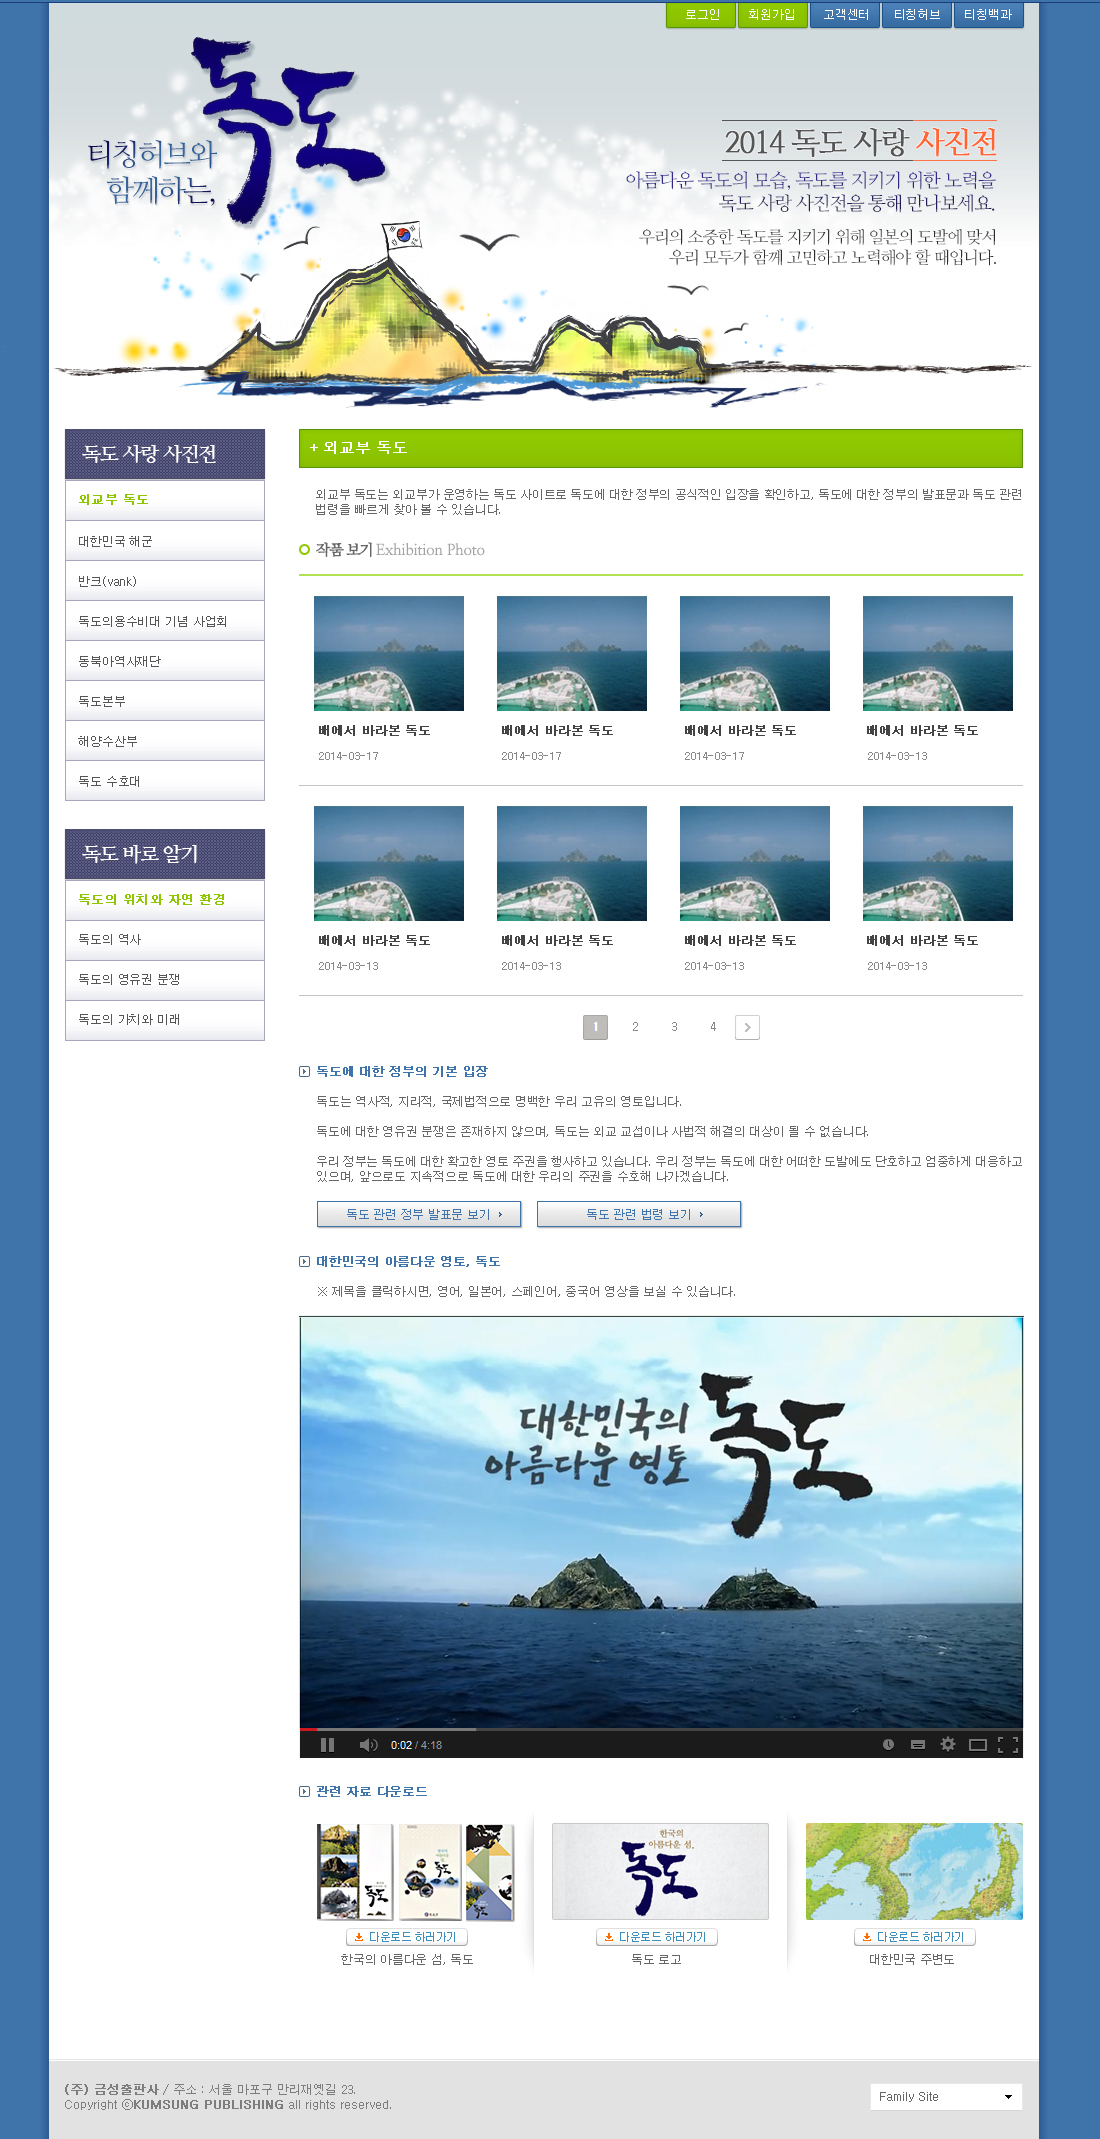 로그인 회원가입 고객센터 티칭허브 티칭백과
티칭허브와
함께하는,
독도
2014 독도 사랑 사진전
아름다운 독도의 모습, 독도를 지키기 위한 노력을
독도 사랑 사진전을 통해 만나보세요.
우리의 소중한 독도를 지키기 위해 일본의 도발에 맞서
우리 모두가 함께 고민하고 노력해야 할 때입니다.
독도 사랑 사진전
외교부 독도
대한민국 해군
반크(vank)
독도의용수비대 기념 사업회
동북아역사재단
독도본부
해양수산부
독도 수호대
독도 바로 알기
독도의 위치와 자연 환경
독도의 역사
독도의 영유권 분쟁
독도의 가치와 미래
+ 외교부 독도
외교부 독도는 외교부가 운영하는 독도 사이트로 독도에 대한 정부의 공식적인 입장을 확인하고, 독도에 대한 정부의 발표문과 독도 관련
법령을 빠르게 찾아 볼 수 있습니다.
작품 보기 Exhibition Photo
배에서 바라본 독도 배에서 바라본 독도 배에서 바라본 독도 배에서 바라본 독도
2014-03-17 2014-03-17 2014-03-17 2014-03-13
배에서 바라본 독도 배에서 바라본 독도 배에서 바라본 독도 배에서 바라본 독도
2014-03-13 2014-03-13 2014-03-13 2014-03-13
1 2 3 4
독도에 대한 정부의 기본 입장
독도는 역사적, 지리적, 국제법적으로 명백한 우리 고유의 영토입니다.
독도에 대한 영유권 분쟁은 존재하지 않으며, 독도는 외교 교섭이나 사법적 해결의 대상이 될 수 없습니다.
우리 정부는 독도에 대한 확고한 영토 주권을 행사하고 있습니다. 우리 정부는 독도에 대한 어떠한 도발에도 단호하고 엄중하게 대응하고
있으며, 앞으로도 지속적으로 독도에 대한 우리의 주권을 수호해 나가겠습니다.
독도 관련 정부 발표문 보기 독도 관련 법령 보기
대한민국의 아름다운 영토, 독도
※ 제목을 클릭하시면, 영어, 일본어, 스페인어, 중국어 영상을 보실 수 있습니다.
대한민국의
아름다운 영토
독도
0:02 / 4:18
관련 자료 다운로드
독도
독도
한국의
아름다운 섬,
독도
다운로드 하러가기 다운로드 하러가기 다운로드 하러가기
한국의 아름다운 섬, 독도 독도 로고 대한민국 주변도
(주) 금성출판사 / 주소 : 서울 마포구 만리재옛길 23.
Copyright ⓒKUMSUNG PUBLISHING all rights reserved.
Family Site